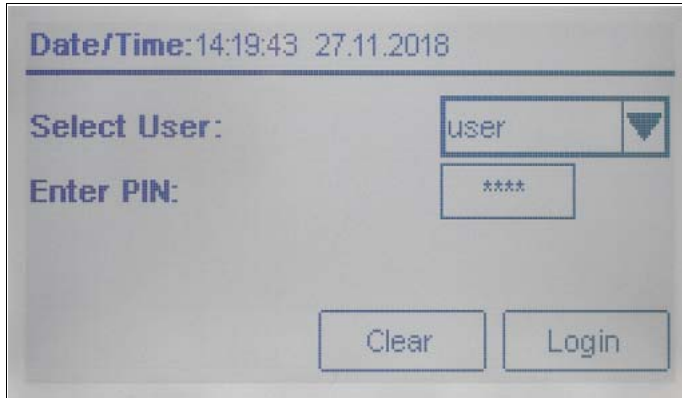 Date/Time:14:19:43 27.11.2018
Select User: user
Enter PIN: ****
Clear Login